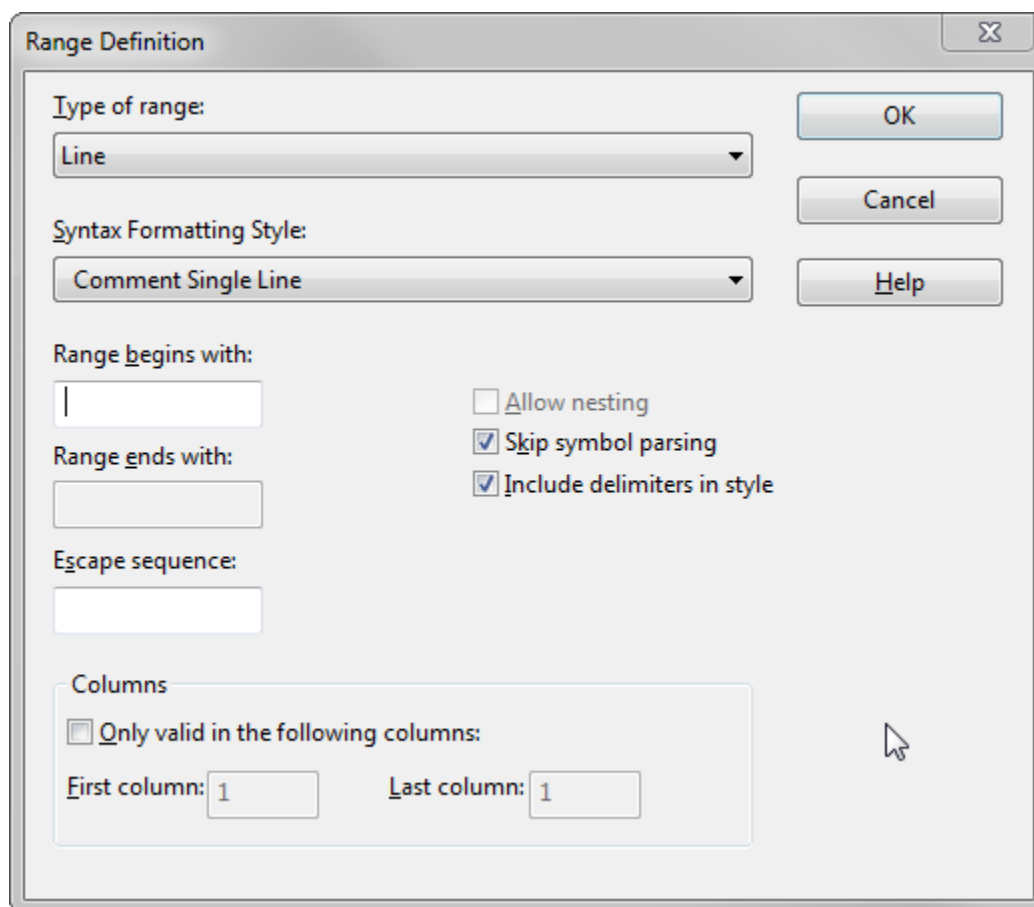 Range Definition
Type of range:
Line
OK
Cancel
Syntax Formatting Style:
Comment Single Line
Help
Range begins with:
Allow nesting
Range ends with:
Skip symbol parsing
Include delimiters in style
Escape sequence:
Columns
Only valid in the following columns:
First column: 1 Last column: 1